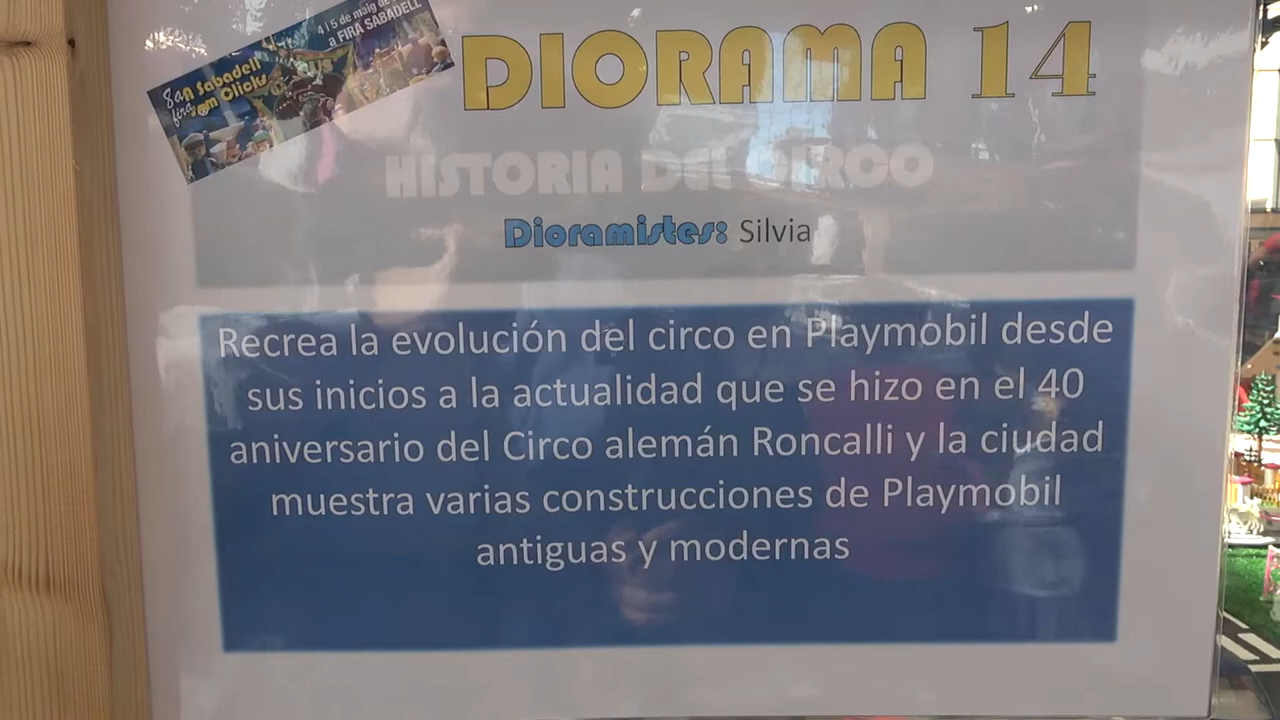 4 i 5 de maig de
a FIRA SABADELL
8a
fira
Sabadell
Clicks
DIORAMA 14
HISTORIA DEL CIRCO
Dioramistes: Silvia
Recrea la evolución del circo en Playmobil desde
sus inicios a la actualidad que se hizo en el 40
aniversario del Circo alemán Roncalli y la ciudad
muestra varias construcciones de Playmobil
antiguas y modernas